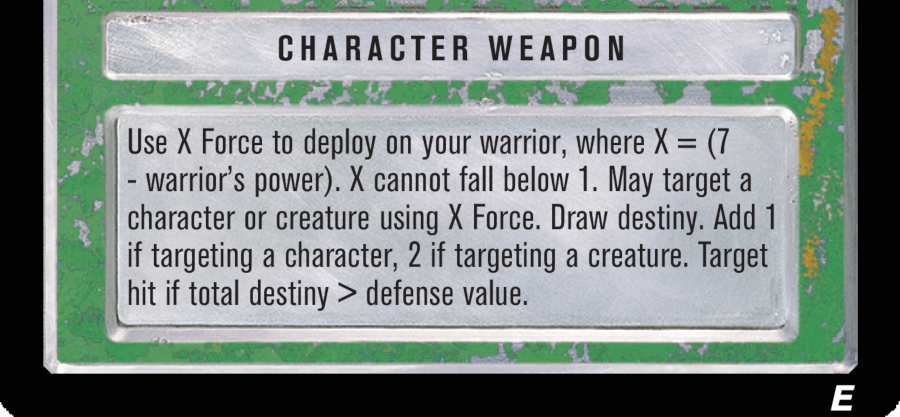 CHARACTER WEAPON
Use X Force to deploy on your warrior, where X = (7
- warrior's power). X cannot fall below 1. May target a
character or creature using X Force. Draw destiny. Add 1
if targeting a character, 2 if targeting a creature. Target
hit if total destiny > defense value.
E